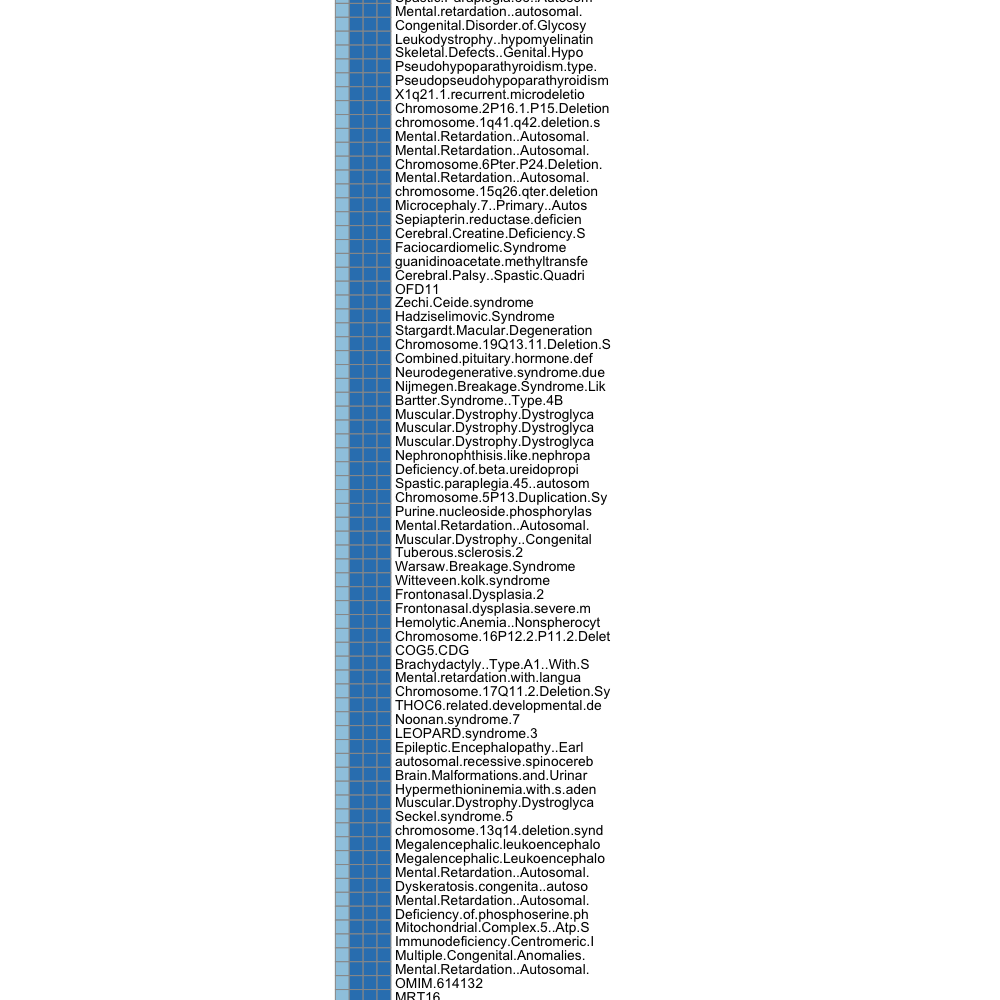 Mental.retardation..autosomal.
Congenital.Disorder.of.Glycosy
Leukodystrophy..hypomyelinatin
Skeletal.Defects..Genital.Hypo
Pseudohypoparathyroidism.type.
Pseudopseudohypoparathyroidism
X1q21.1.recurrent.microdeletio
Chromosome.2P16.1.P15.Deletion
chromosome.1q41.q42.deletion.s
Mental.Retardation..Autosomal.
Mental.Retardation..Autosomal.
Chromosome.6Pter.P24.Deletion.
Mental.Retardation..Autosomal.
chromosome.15q26.qter.deletion
Microcephaly.7..Primary..Autos
Sepiapterin.reductase.deficien
Cerebral.Creatine.Deficiency.S
Faciocardiomelic.Syndrome
guanidinoacetate.methyltransfe
Cerebral.Palsy..Spastic.Quadri
OFD11
Zechi.Ceide.syndrome
Hadziselimovic.Syndrome
Stargardt.Macular.Degeneration
Chromosome.19Q13.11.Deletion.S
Combined.pituitary.hormone.def
Neurodegenerative.syndrome.due
Nijmegen.Breakage.Syndrome.Lik
Bartter.Syndrome..Type.4B
Muscular.Dystrophy.Dystroglyca
Muscular.Dystrophy.Dystroglyca
Muscular.Dystrophy.Dystroglyca
Nephronophthisis.like.nephropa
Deficiency.of.beta.ureidopropi
Spastic.paraplegia.45..autosom
Chromosome.5P13.Duplication.Sy
Purine.nucleoside.phosphorylas
Mental.Retardation..Autosomal.
Muscular.Dystrophy..Congenital
Tuberous.sclerosis.2
Warsaw.Breakage.Syndrome
Witteveen.kolk.syndrome
Frontonasal.Dysplasia.2
Frontonasal.dysplasia.severe.m
Hemolytic.Anemia..Nonspherocyt
Chromosome.16P12.2.P11.2.Delet
COG5.CDG
Brachydactyly..Type.A1..With.S
Mental.retardation.with.langua
Chromosome.17Q11.2.Deletion.Sy
THOC6.related.developmental.de
Noonan.syndrome.7
LEOPARD.syndrome.3
Epileptic.Encephalopathy..Earl
autosomal.recessive.spinocereb
Brain.Malformations.and.Urinar
Hypermethioninemia.with.s.aden
Muscular.Dystrophy.Dystroglyca
Seckel.syndrome.5
chromosome.13q14.deletion.synd
Megalencephalic.leukoencephalo
Megalencephalic.Leukoencephalo
Mental.Retardation..Autosomal.
Dyskeratosis.congenita..autoso
Mental.Retardation..Autosomal.
Deficiency.of.phosphoserine.ph
Mitochondrial.Complex.5..Atp.S
Immunodeficiency.Centromeric.I
Multiple.Congenital.Anomalies.
Mental.Retardation..Autosomal.
OMIM.614132
MRT16